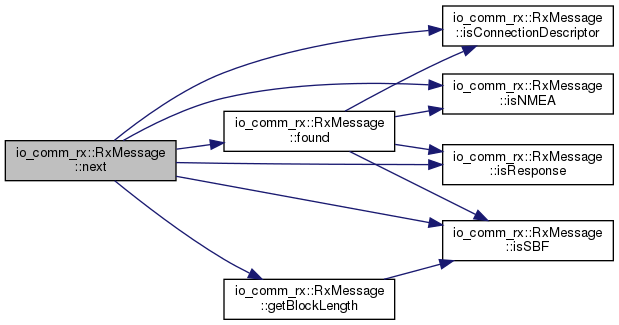 io_comm_rx::RxMessage
::next
io_comm_rx::RxMessage
::found
io_comm_rx::RxMessage
::getBlockLength
io_comm_rx::RxMessage
::isConnectionDescriptor
io_comm_rx::RxMessage
::isNMEA
io_comm_rx::RxMessage
::isResponse
io_comm_rx::RxMessage
::isSBF